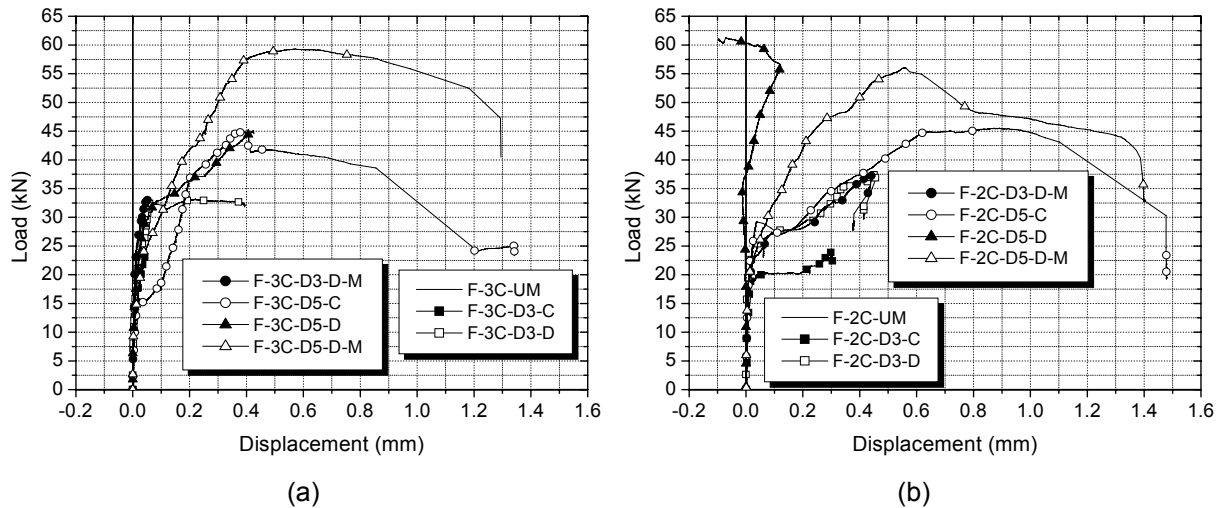 65
60
55
50
45
40
35
30
25
20
15
10
5
0
Load (kN)
-0.2 0.0 0.2 0.4 0.6 0.8 1.0 1.2 1.4 1.6
Displacement (mm)
F-3C-D3-D-M
F-3C-D5-C
F-3C-D5-D
F-3C-D5-D-M
F-3C-UM
F-3C-D3-C
F-3C-D3-D
(a)
65
60
55
50
45
40
35
30
25
20
15
10
5
0
Load (kN)
-0.2 0.0 0.2 0.4 0.6 0.8 1.0 1.2 1.4 1.6
Displacement (mm)
F-2C-D3-D-M
F-2C-D5-C
F-2C-D5-D
F-2C-D5-D-M
F-2C-UM
F-2C-D3-C
F-2C-D3-D
(b)